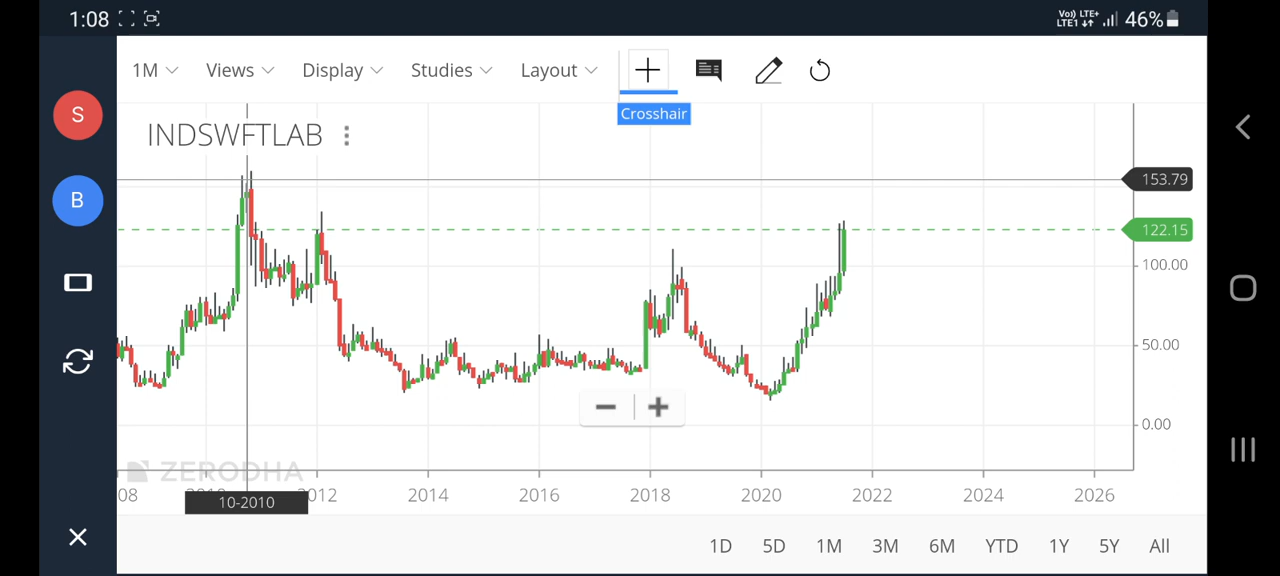 1:08
Vo) LTE+
LTE1 46%
1M Views Display Studies Layout
Crosshair
S
INDSWFTLAB
153.79
B
122.15
100.00
50.00
0.00
ZERODHA
08 2012 2014 2016 2018 2020 2022 2024 2026
10-2010
1D 5D 1M 3M 6M YTD 1Y 5Y All